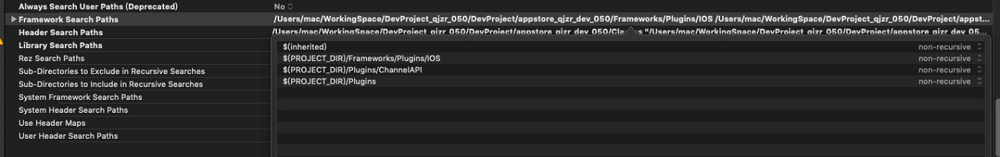 Always Search User Paths (Deprecated) No
Framework Search Paths /Users/mac/WorkingSpace/DevProject_qjzr_050/DevProject/appstore_qjzr_dev_050/Frameworks/Plugins/IOS /Users/mac/WorkingSpace/DevProject_qjzr_050/DevProject/appst...
Header Search Paths /Users/mac/WorkingSpace/DevProject_qjzr_050/DevProject/appstore_qjzr_dev_050/Cla "/Users/mac/WorkingSpace/DevProject_qjzr_050/DevProject/appstore_qjzr_dev_05...
Library Search Paths
$(inherited) non-recursive
Rez Search Paths
$(PROJECT_DIR)/Frameworks/Plugins/IOS non-recursive
Sub-Directories to Exclude in Recursive Searches
$(PROJECT_DIR)/Plugins/ChannelAPI non-recursive
Sub-Directories to Include in Recursive Searches
$(PROJECT_DIR)/Plugins non-recursive
System Framework Search Paths
System Header Search Paths
Use Header Maps
User Header Search Paths